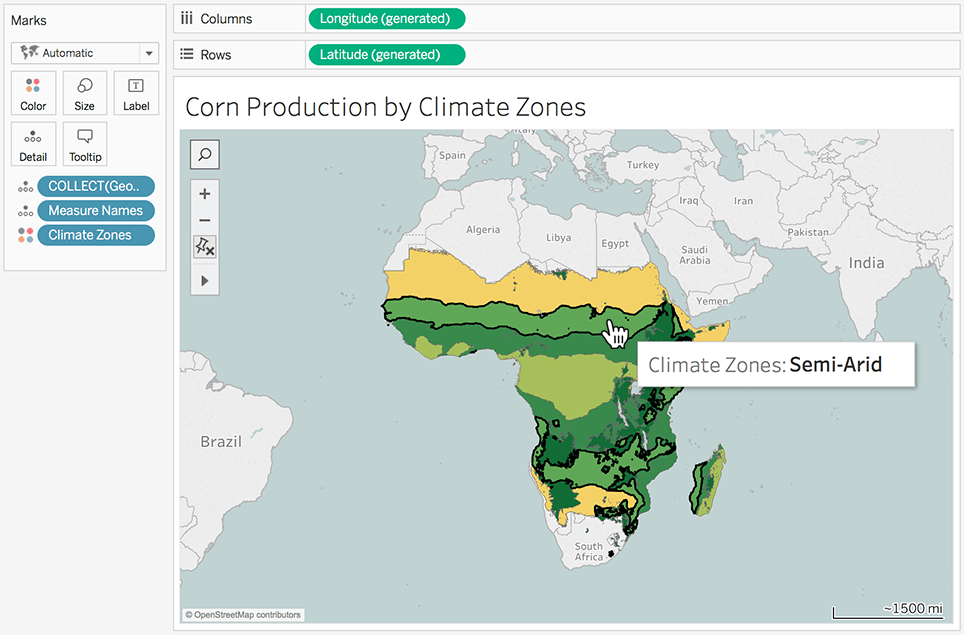 Marks
Automatic
Color
Size
Label
Detail
Tooltip
COLLECT(Geo..
Measure Names
Climate Zones
Columns
Longitude (generated)
Rows
Latitude (generated)
Corn Production by Climate Zones
Italy
Spain
Turkey
Iraq
Iran
Algeria
Libya
Egypt
Pakistan
Saudi
Arabia
India
Yemen
Climate Zones: Semi-Arid
Brazil
South
Africa
© OpenStreetMap contributors
~1500 mi